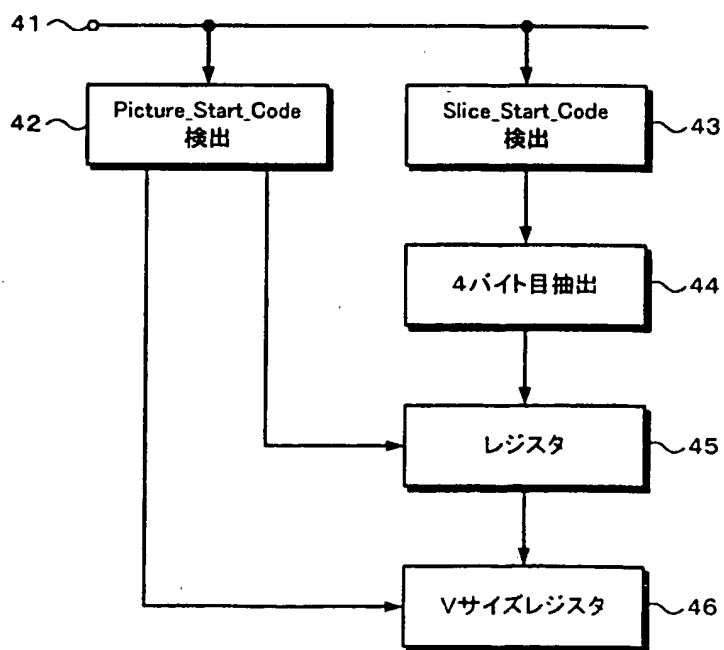 41
42
Picture_Start_Code
検出
Slice_Start_Code
検出
43
4バイト目抽出
44
レジスタ
45
Vサイズレジスタ
46